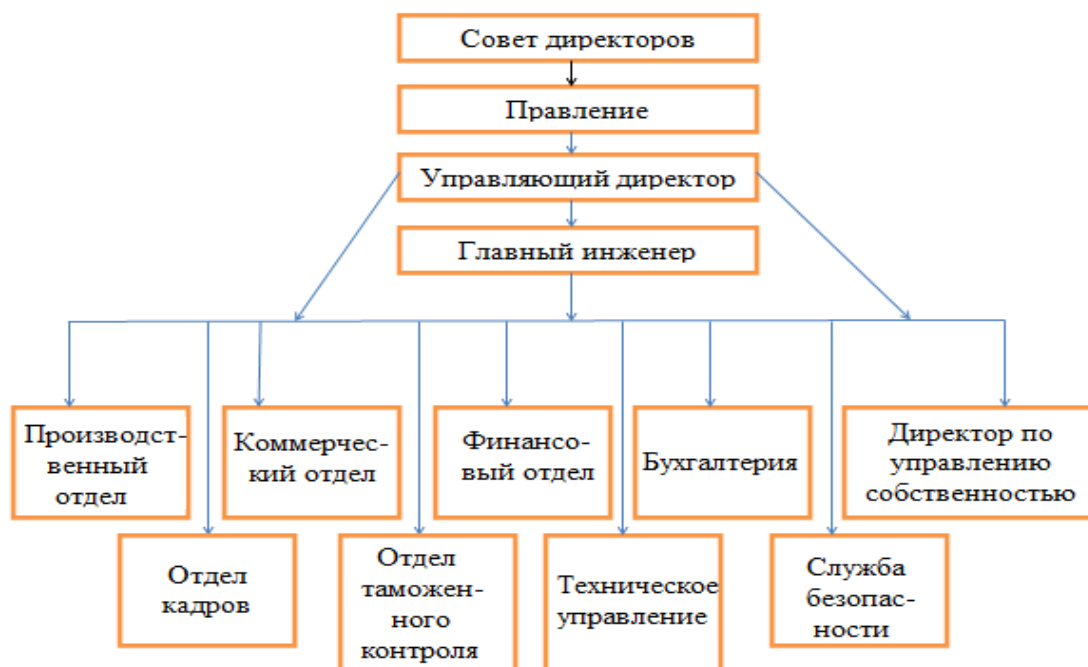 Совет директоров
Правление
Управляющий директор
Главный инженер
Производст-
венный
отдел
Коммерчес-
кий отдел
Финансо-
вый отдел
Бухгалтерия
Директор по
управлению
собственностью
Отдел
кадров
Отдел
таможен-
ного
контроля
Техническое
управление
Служба
безопас-
ности